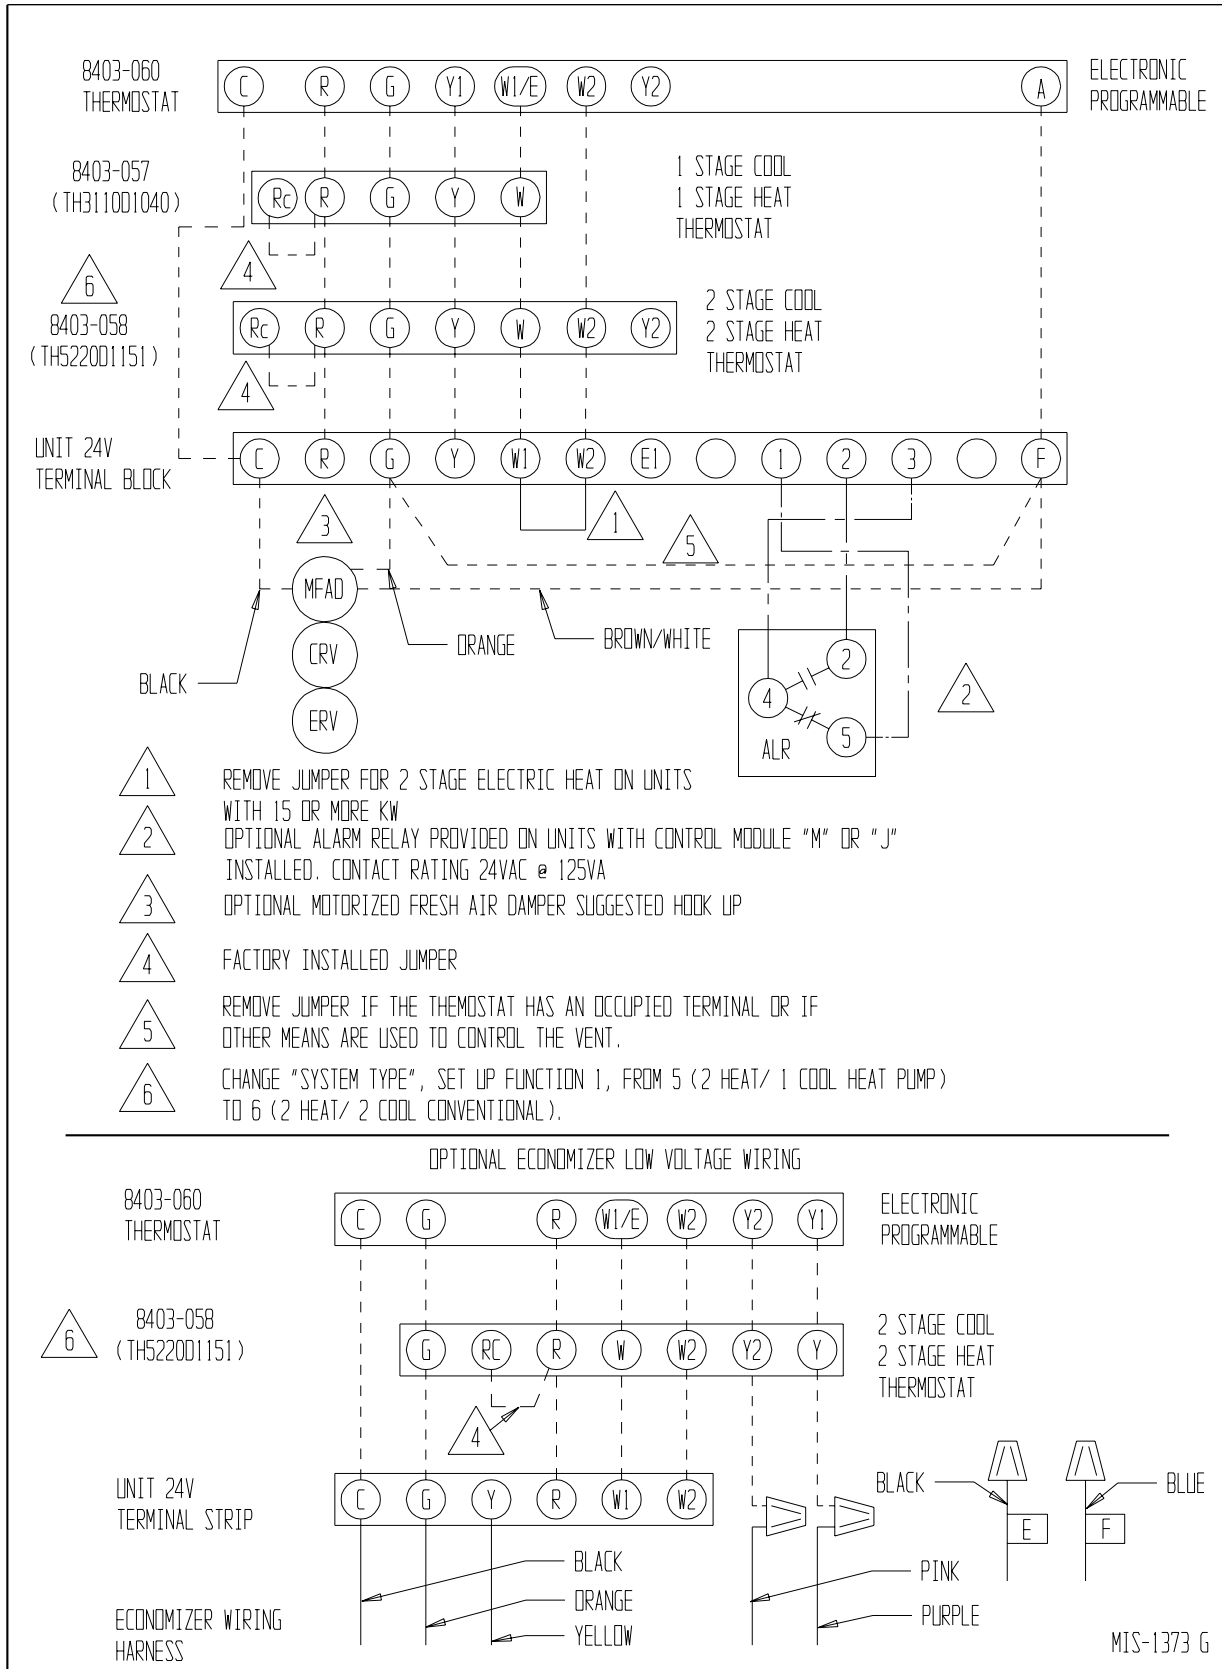 8403-060
THERMOSTAT
C R G Y1 W1/E W2 Y2 A
ELECTRONIC
PROGRAMMABLE
8403-057
(TH3110D1040)
Rc R G Y W
1 STAGE COOL
1 STAGE HEAT
THERMOSTAT
4
6
8403-058
(TH5220D1151)
Rc R G Y W W2 Y2
2 STAGE COOL
2 STAGE HEAT
THERMOSTAT
4
UNIT 24V
TERMINAL BLOCK
C R G Y W1 W2 E1 1 2 3 F
3
1
5
MFAD
CRV
ERV
BLACK
ORANGE
BROWN/WHITE
2
4
5
ALR
2
1 REMOVE JUMPER FOR 2 STAGE ELECTRIC HEAT ON UNITS
WITH 15 OR MORE KW
2 OPTIONAL ALARM RELAY PROVIDED ON UNITS WITH CONTROL MODULE "M" OR "J"
INSTALLED. CONTACT RATING 24VAC @ 125VA
3 OPTIONAL MOTORIZED FRESH AIR DAMPER SUGGESTED HOOK UP
4 FACTORY INSTALLED JUMPER
5 REMOVE JUMPER IF THE THEMOSTAT HAS AN OCCUPIED TERMINAL OR IF
OTHER MEANS ARE USED TO CONTROL THE VENT.
6 CHANGE "SYSTEM TYPE", SET UP FUNCTION 1, FROM 5 (2 HEAT/ 1 COOL HEAT PUMP)
TO 6 (2 HEAT/ 2 COOL CONVENTIONAL).
OPTIONAL ECONOMIZER LOW VOLTAGE WIRING
8403-060
THERMOSTAT
C G R W1/E W2 Y2 Y1
ELECTRONIC
PROGRAMMABLE
6
8403-058
(TH5220D1151)
G RC R W W2 Y2 Y
2 STAGE COOL
2 STAGE HEAT
THERMOSTAT
4
UNIT 24V
TERMINAL STRIP
C G Y R W1 W2
BLACK
BLUE
E
F
BLACK
ORANGE
YELLOW
PINK
PURPLE
ECONOMIZER WIRING
HARNESS
MIS-1373 G